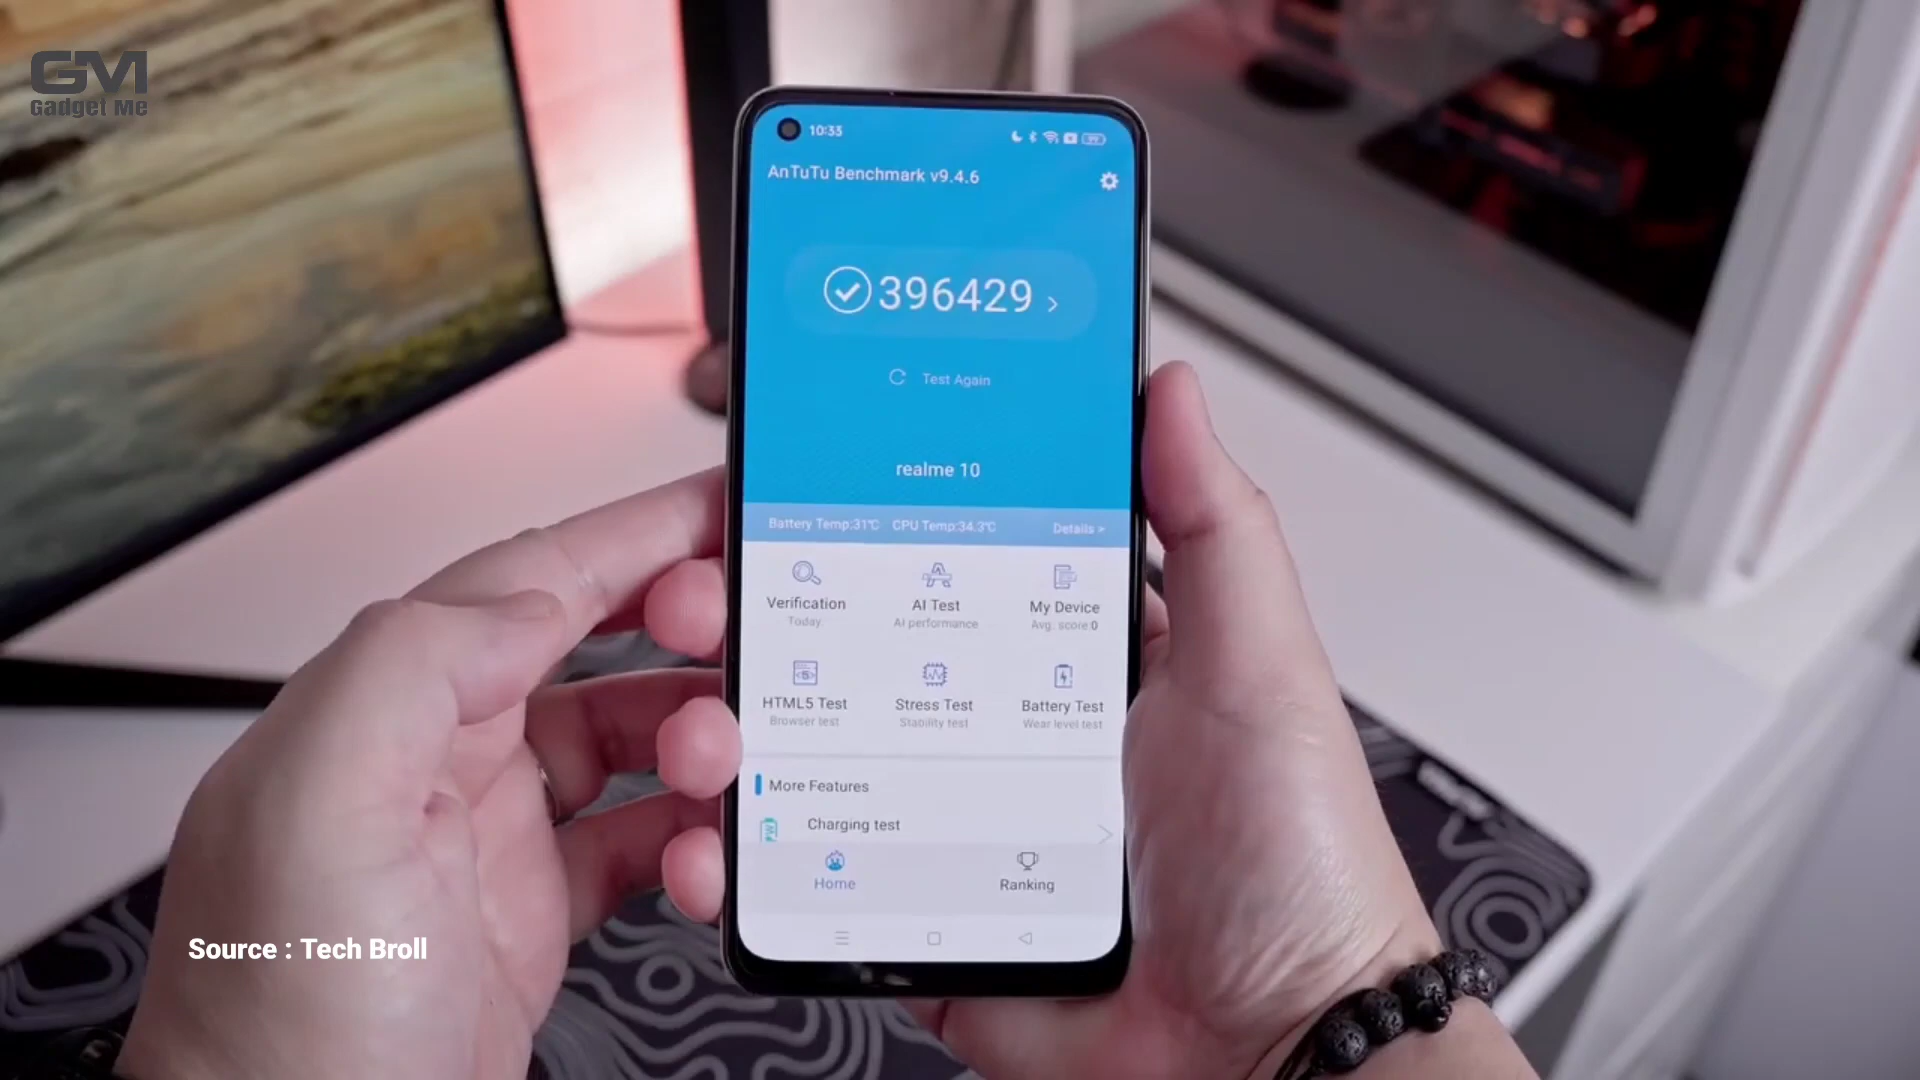 GM
Gadget Me
10:33
99
AnTuTu Benchmark v9.4.6
396429 >
Test Again
realme 10
Battery Temp:31℃ CPU Temp:34.3℃ Details >
Verification
Today
AI Test
AI performance
My Device
Avg. score:0
HTML5 Test
Browser test
Stress Test
Stability test
Battery Test
Wear level test
More Features
Charging test
Home
Ranking
Source : Tech Broll